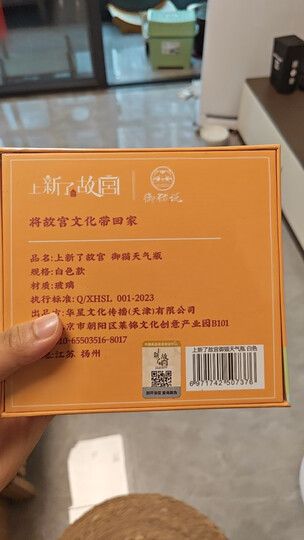 上新了故宫
御猫说
将故宫文化带回家
品名:上新了故宫 御猫天气瓶
规格:白色款
材质:玻璃
执行标准:Q/XHSL 001-2023
出品方:华星文化传播(天津)有限公司
京市朝阳区莱锦文化创意产业园B101
10-65503516-8017
江苏 扬州
上新了故宫御猫天气瓶 白色
6971742507378